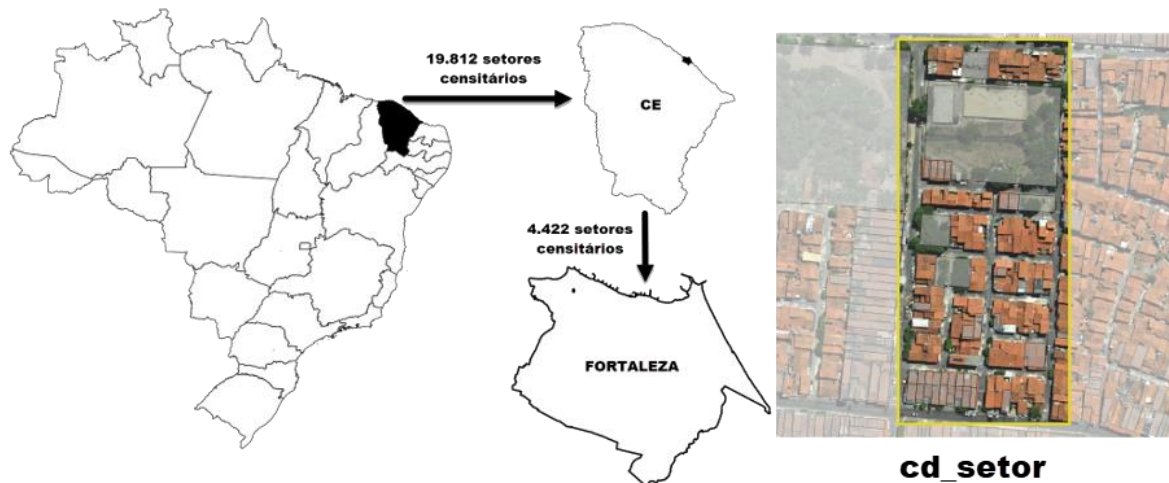 19.812 setores
censitários
CE
4.422 setores
censitários
FORTALEZA
cd_setor